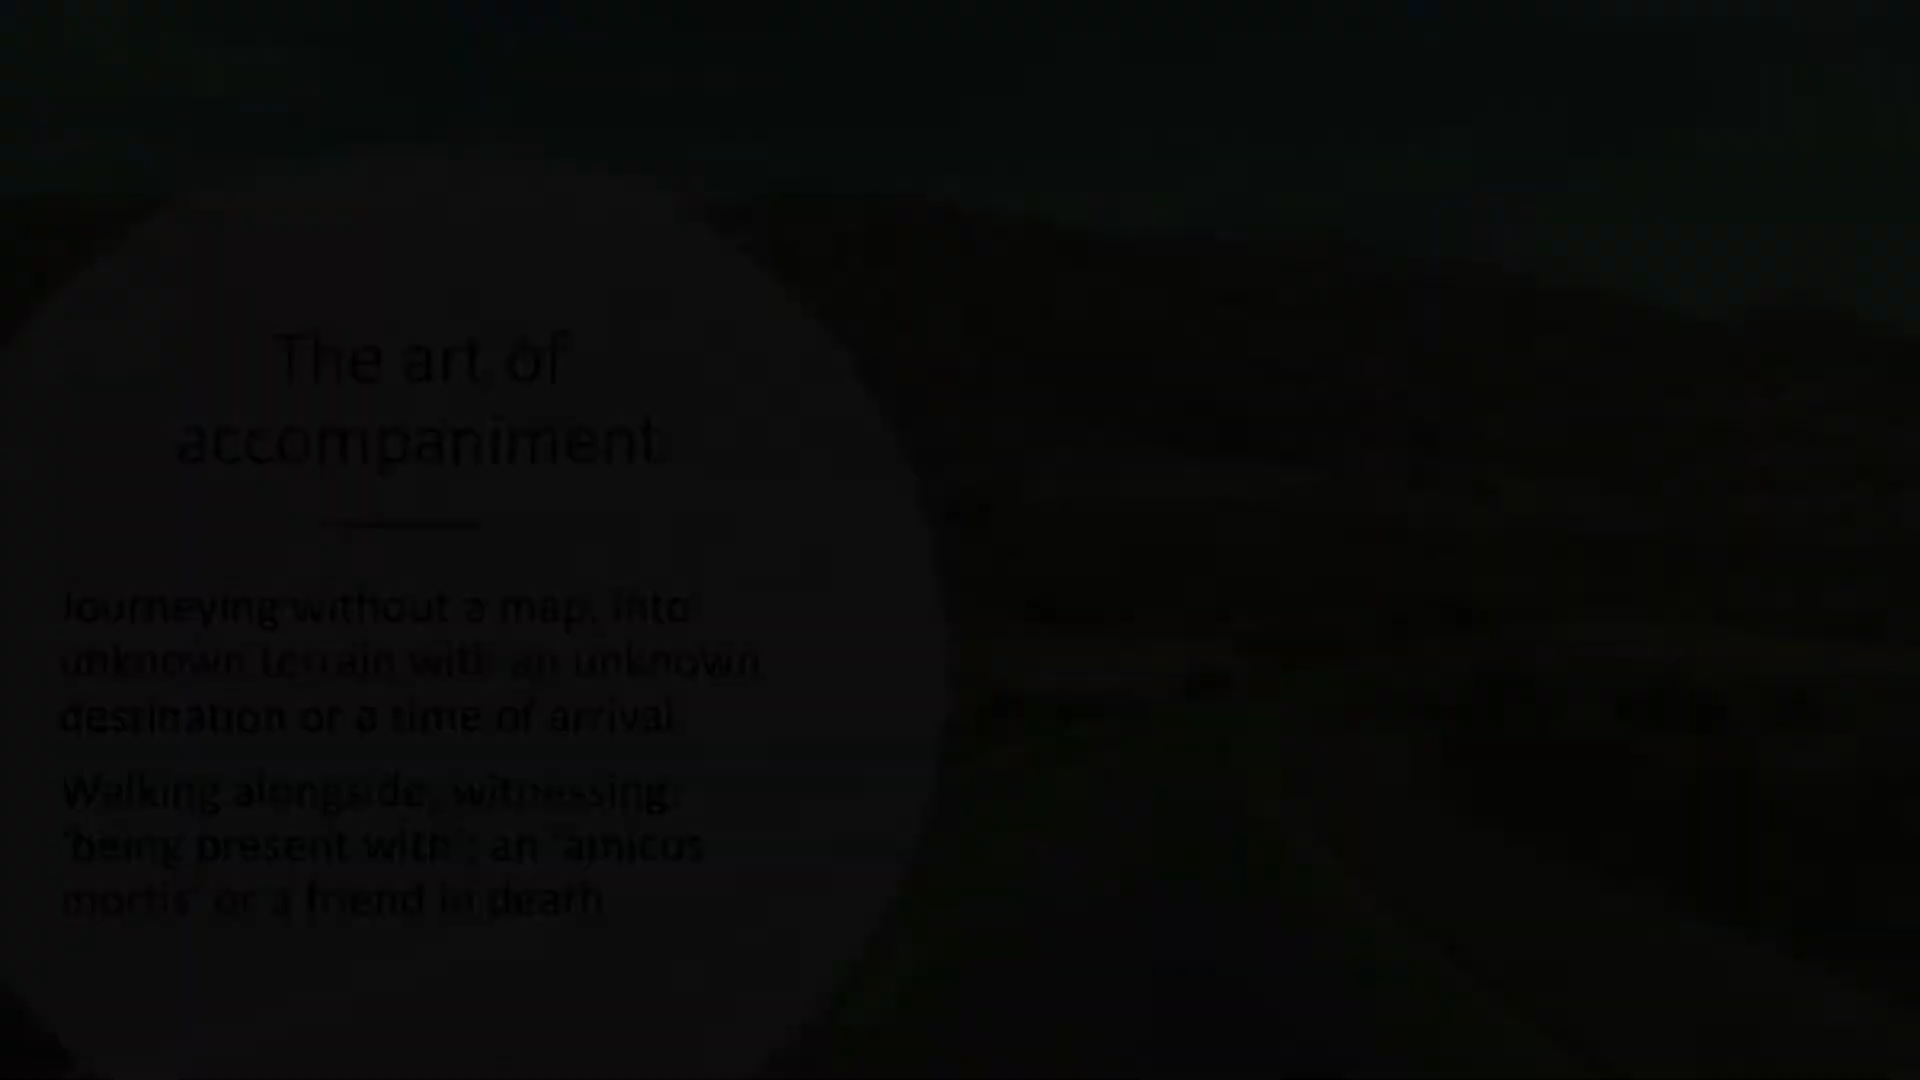 The art of
accompaniment
Journeying without a map, into
unknown terrain with an unknown
destination or a time of arrival.
Walking alongside, witnessing,
'being present with'; an 'amicus
mortis' or a friend in death